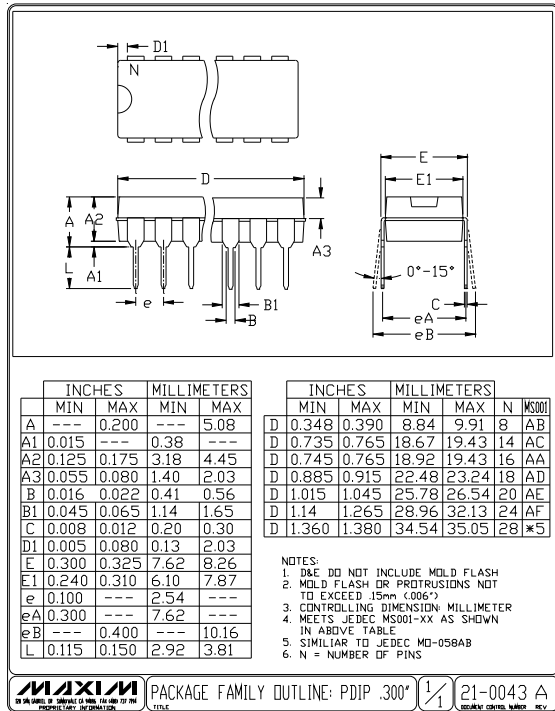 D1
N
D
E
E1
A
A2
A3
L
A1
0°-15°
e
B1
B
C
eA
eB
INCHES MILLIMETERS
MIN MAX MIN MAX
A --- 0.200 --- 5.08
A1 0.015 --- 0.38 ---
A2 0.125 0.175 3.18 4.45
A3 0.055 0.080 1.40 2.03
B 0.016 0.022 0.41 0.56
B1 0.045 0.065 1.14 1.65
C 0.008 0.012 0.20 0.30
D1 0.005 0.080 0.13 2.03
E 0.300 0.325 7.62 8.26
E1 0.240 0.310 6.10 7.87
e 0.100 --- 2.54 ---
eA 0.300 --- 7.62 ---
eB --- 0.400 --- 10.16
L 0.115 0.150 2.92 3.81
INCHES MILLIMETERS
MIN MAX MIN MAX N MS001
D 0.348 0.390 8.84 9.91 8 AB
D 0.735 0.765 18.67 19.43 14 AC
D 0.745 0.765 18.92 19.43 16 AA
D 0.885 0.915 22.48 23.24 18 AD
D 1.015 1.045 25.78 26.54 20 AE
D 1.14 1.265 28.96 32.13 24 AF
D 1.360 1.380 34.54 35.05 28 *5
NOTES:
1. D&E DO NOT INCLUDE MOLD FLASH
2. MOLD FLASH OR PROTRUSIONS NOT
TO EXCEED .15mm (.006")
3. CONTROLLING DIMENSION: MILLIMETER
4. MEETS JEDEC MS001-XX AS SHOWN
IN ABOVE TABLE
5. SIMILIAR TO JEDEC MO-058AB
6. N = NUMBER OF PINS
MAXIM
PROPRIETARY INFORMATION
PACKAGE FAMILY OUTLINE: PDIP .300"
TITLE
1/1
21-0043 A
DOCUMENT CONTROL NUMBER REV